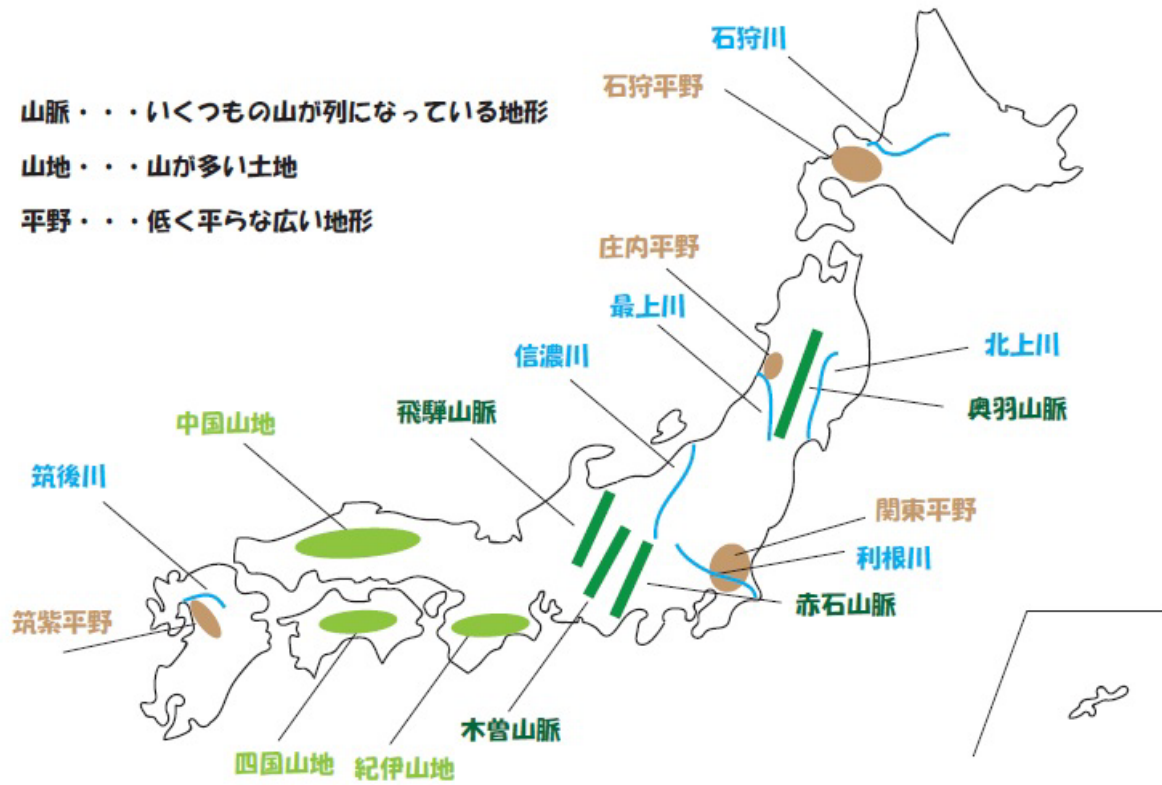 石狩川
石狩平野
山脈・・・いくつもの山が列になっている地形
山地・・・山が多い土地
平野・・・低く平らな広い地形
庄内平野
最上川
信濃川
北上川
飛騨山脈
奥羽山脈
中国山地
筑後川
関東平野
利根川
赤石山脈
筑紫平野
木曽山脈
四国山地
紀伊山地